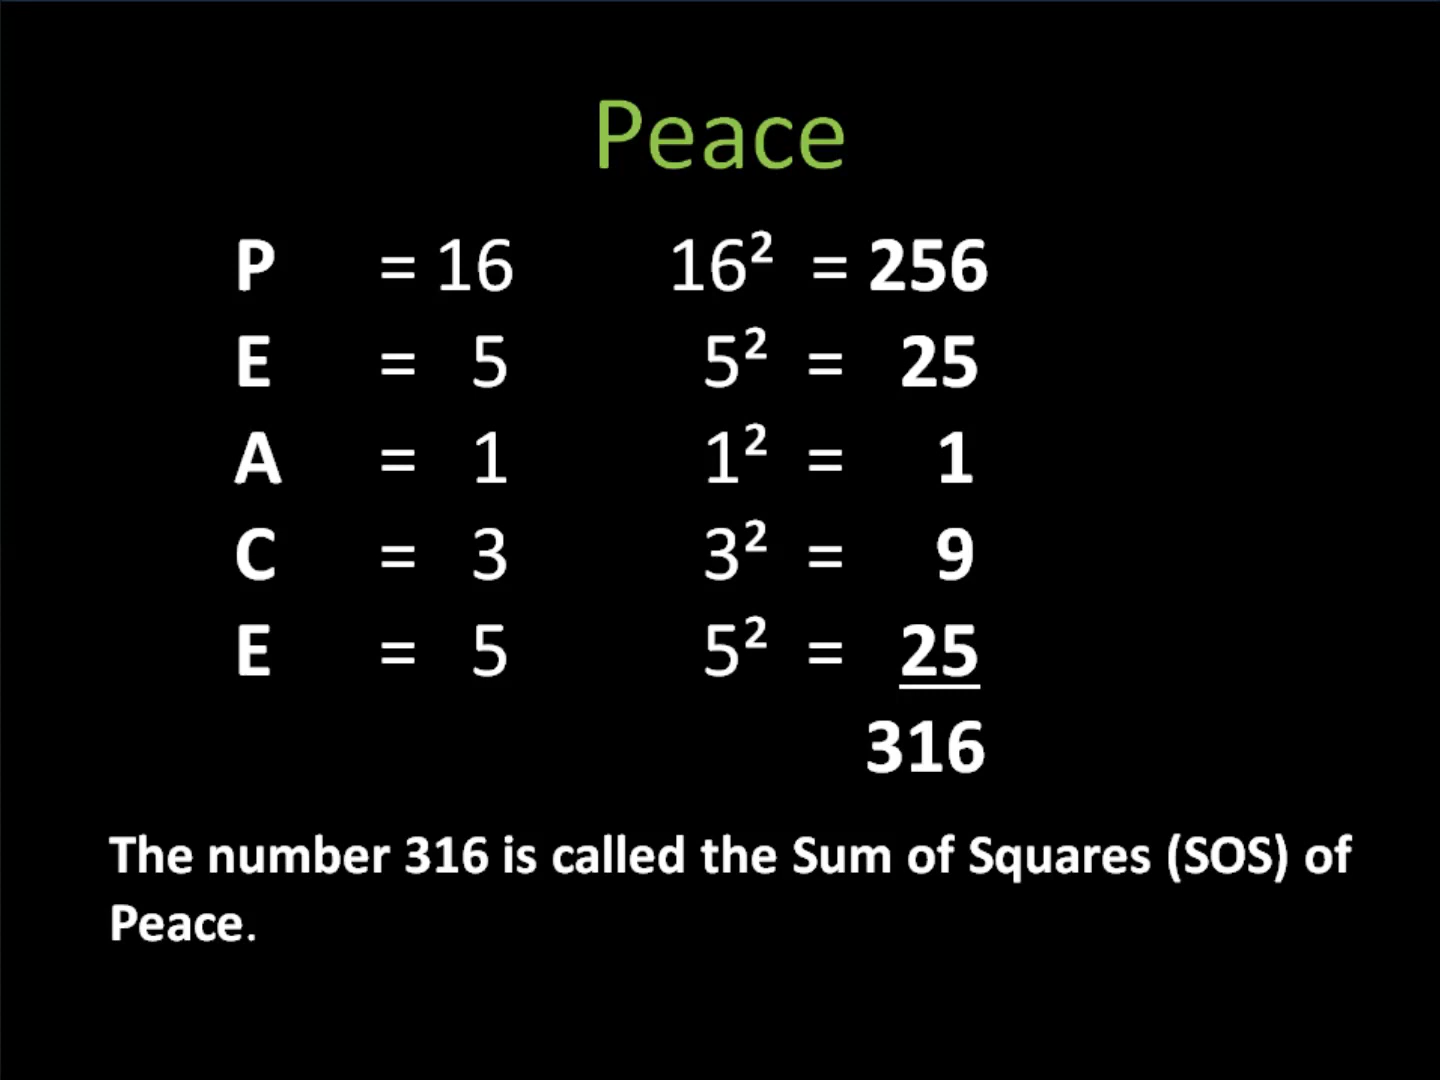 Peace
P = 16 16² = 256
E = 5 5² = 25
A = 1 1² = 1
C = 3 3² = 9
E = 5 5² = 25
316
The number 316 is called the Sum of Squares (SOS) of
Peace.